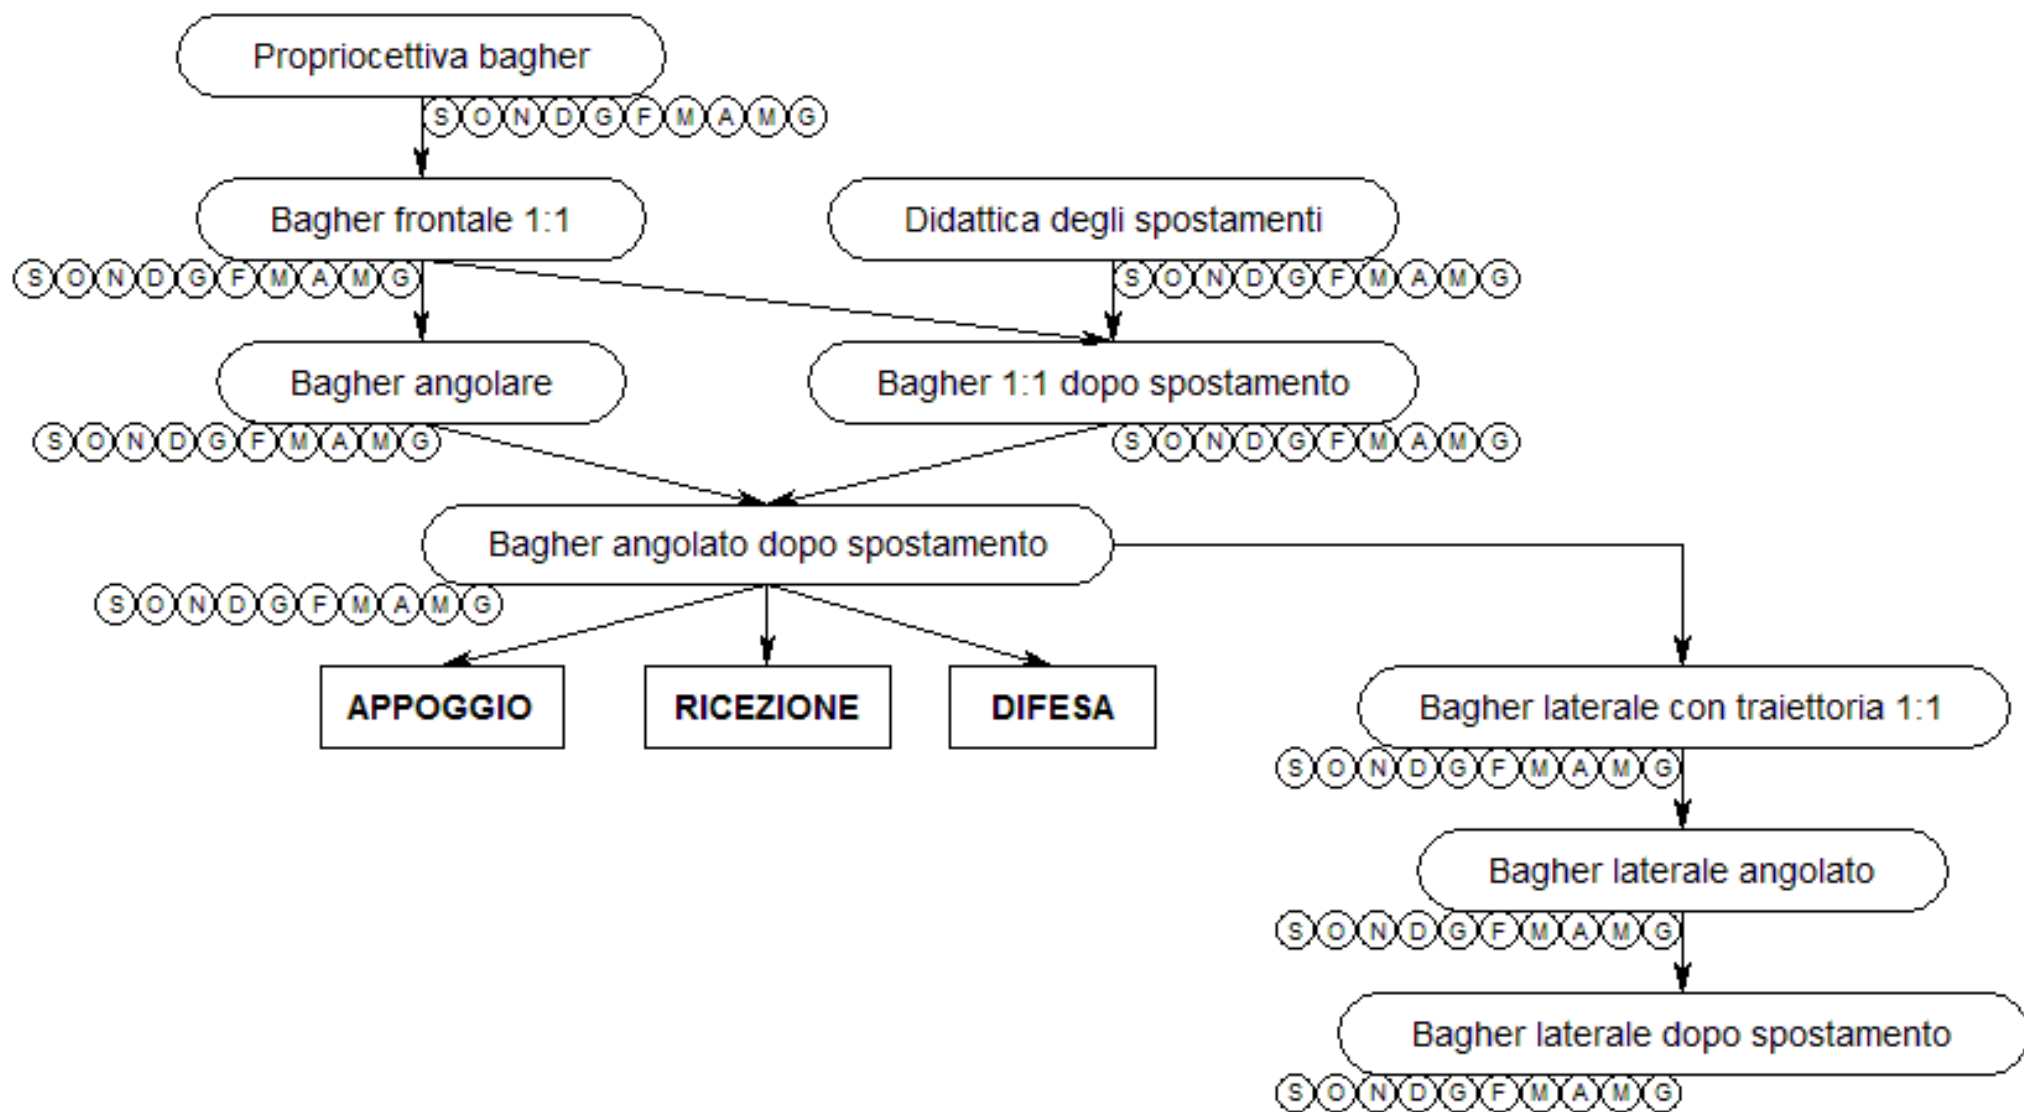 Propriocettiva bagher
S O N D G F M A M G
Bagher frontale 1:1
Didattica degli spostamenti
S O N D G F M A M G
S O N D G F M A M G
Bagher angolare
Bagher 1:1 dopo spostamento
S O N D G F M A M G
S O N D G F M A M G
Bagher angolato dopo spostamento
S O N D G F M A M G
APPOGGIO
RICEZIONE
DIFESA
Bagher laterale con traiettoria 1:1
S O N D G F M A M G
Bagher laterale angolato
S O N D G F M A M G
Bagher laterale dopo spostamento
S O N D G F M A M G